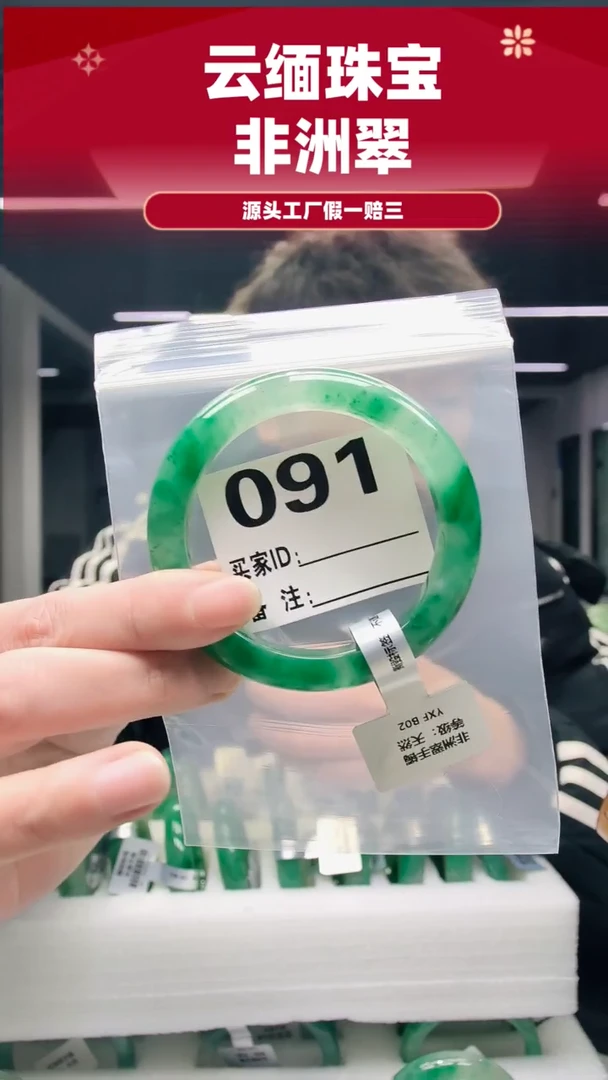 云缅珠宝
非洲翠
源头工厂假一赔三
091
买家ID:
备 注:
非洲翠手镯
等级: 天然
YXF B02